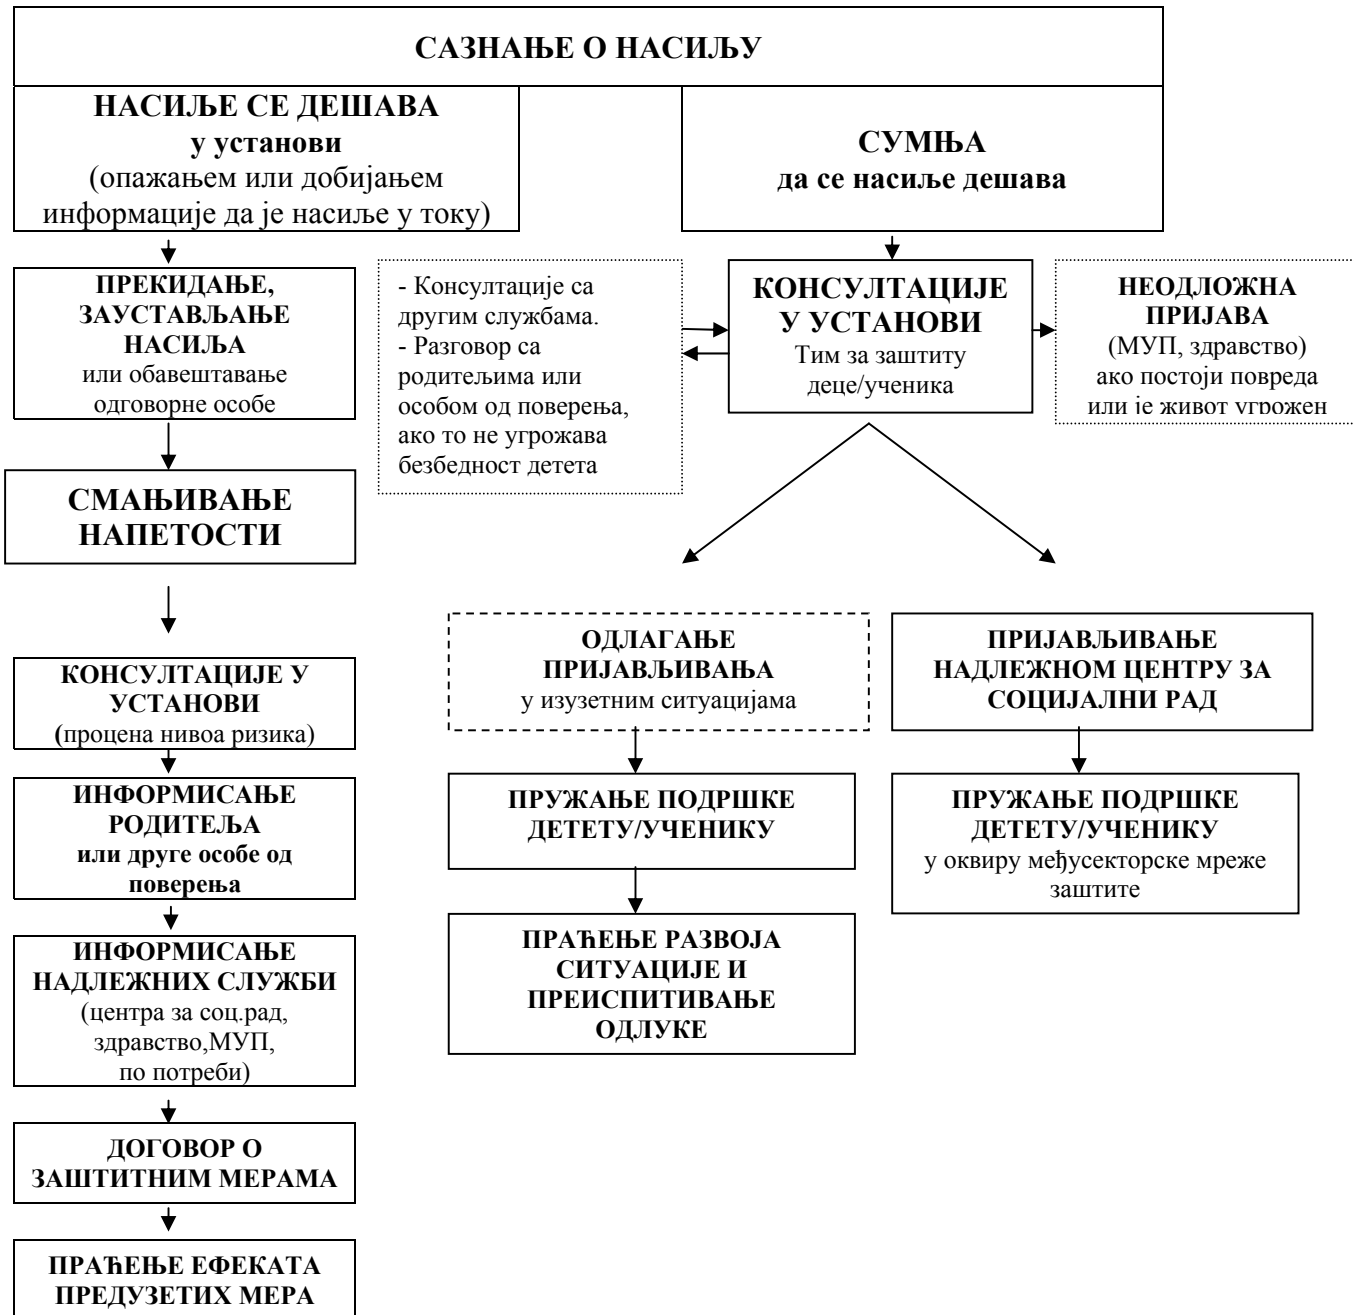 САЗНАЊЕ О НАСИЉУ
НАСИЉЕ СЕ ДЕШАВА
у установи
(опажањем или добијањем
информације да је насиље у току)
СУМЊА
да се насиље дешава
ПРЕКИДАЊЕ,
ЗАУСТАВЉАЊЕ
НАСИЉА
или обавештавање
одговорне особе
- Консултације са
другим службама.
- Разговор са
родитељима или
особом од поверења,
ако то не угрожава
безбедност детета
КОНСУЛТАЦИЈЕ
У УСТАНОВИ
Тим за заштиту
деце/ученика
НЕОДЛОЖНА
ПРИЈАВА
(МУП, здравство)
ако постоји повреда
или је живот угрожен
СМАЊИВАЊЕ
НАПЕТОСТИ
КОНСУЛТАЦИЈЕ У
УСТАНОВИ
(процена нивоа ризика)
ИНФОРМИСАЊЕ
РОДИТЕЉА
или друге особе од
поверења
ИНФОРМИСАЊЕ
НАДЛЕЖНИХ СЛУЖБИ
(центра за соц.рад,
здравство,МУП,
по потреби)
ДОГОВОР О
ЗАШТИТНИМ МЕРАМА
ПРАЋЕЊЕ ЕФЕКАТА
ПРЕДУЗЕТИХ МЕРА
ОДЛАГАЊЕ
ПРИЈАВЉИВАЊА
у изузетним ситуацијама
ПРУЖАЊЕ ПОДРШКЕ
ДЕТЕТУ/УЧЕНИКУ
ПРАЋЕЊЕ РАЗВОЈА
СИТУАЦИЈЕ И
ПРЕИСПИТИВАЊЕ
ОДЛУКЕ
ПРИЈАВЉИВАЊЕ
НАДЛЕЖНОМ ЦЕНТРУ ЗА
СОЦИЈАЛНИ РАД
ПРУЖАЊЕ ПОДРШКЕ
ДЕТЕТУ/УЧЕНИКУ
у оквиру међусекторске мреже
заштите